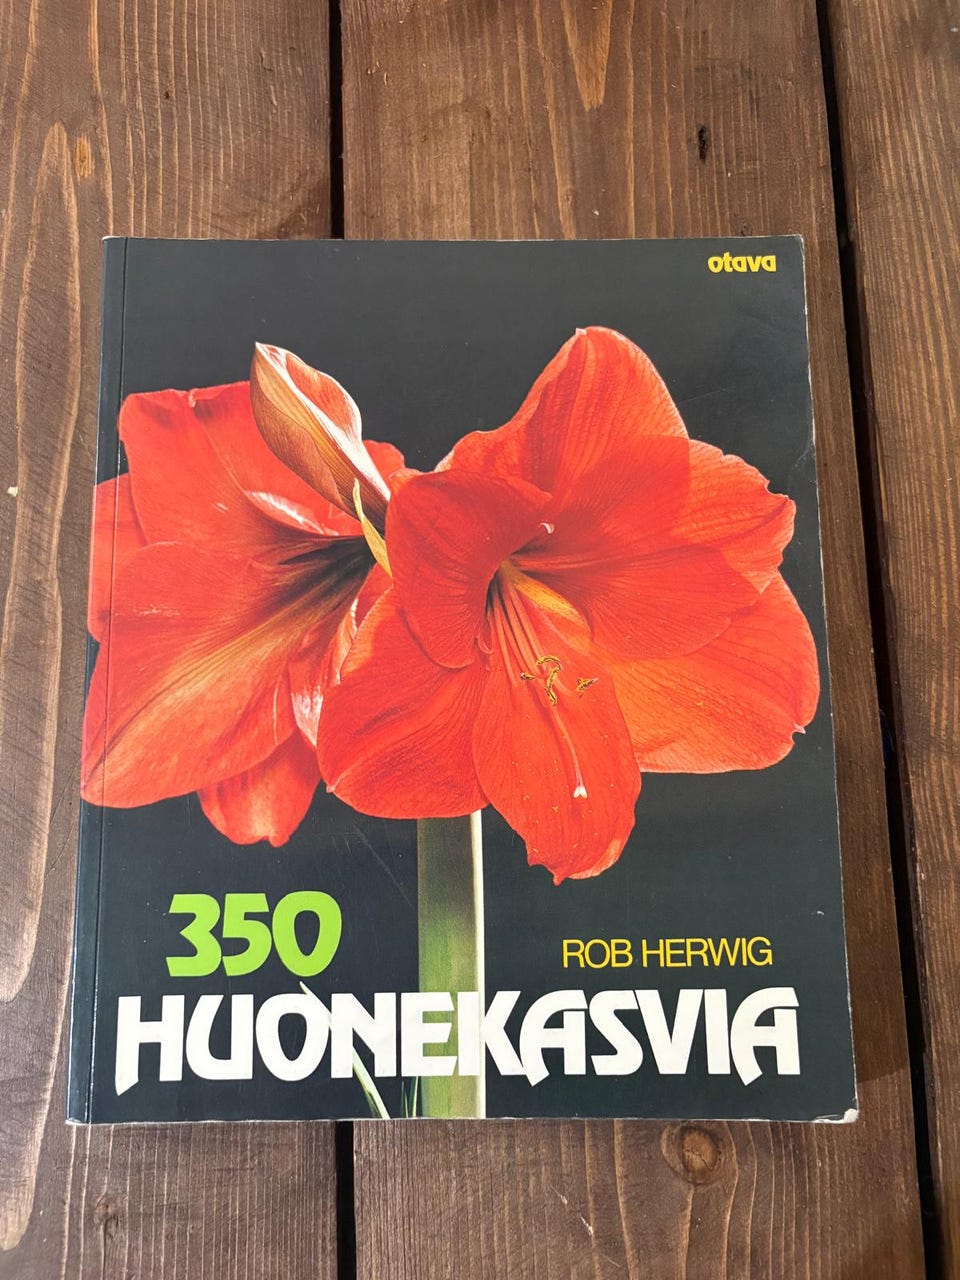 otava
350
ROB HERWIG
HUONEKASVIA